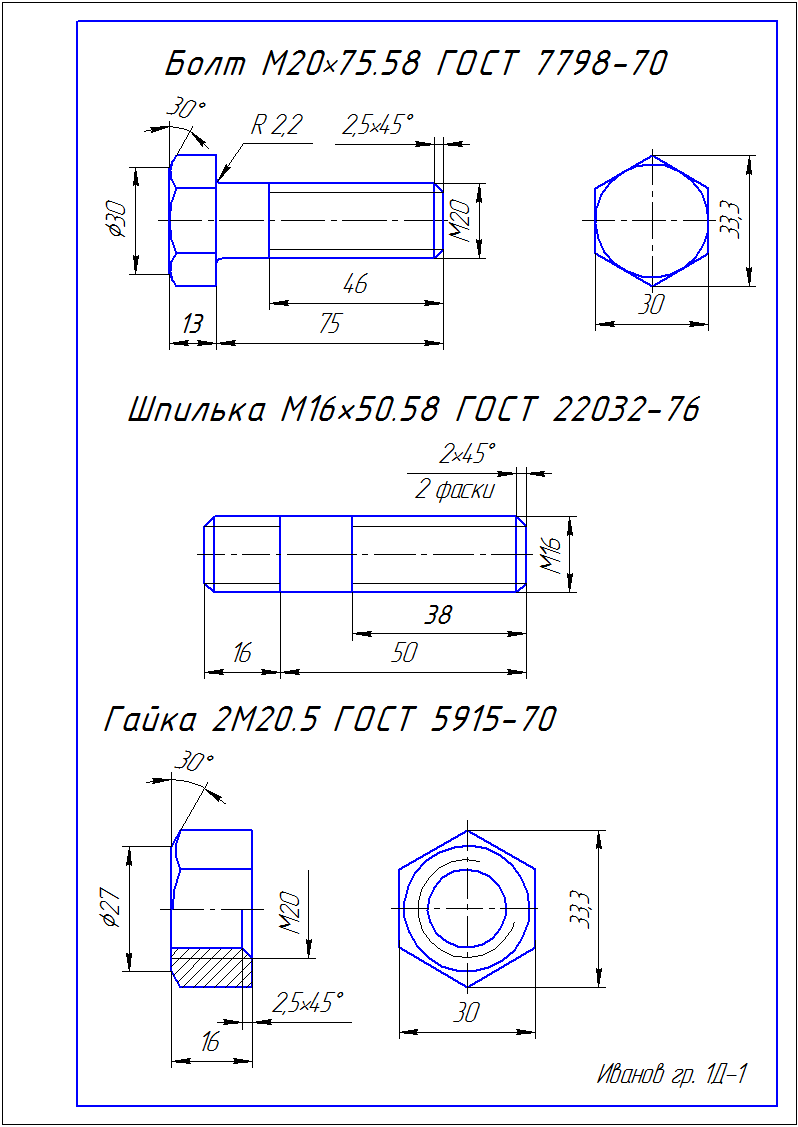 Болт М20×75.58 ГОСТ 7798-70
30°
R 2,2
2,5×45°
⌀30
М20
33,3
46
30
13
75
Шпилька М16×50.58 ГОСТ 22032-76
2×45°
2 фаски
М16
38
16
50
Гайка 2М20.5 ГОСТ 5915-70
30°
⌀27
М20
33,3
2,5×45°
30
16
Иванов гр. 1Д-1